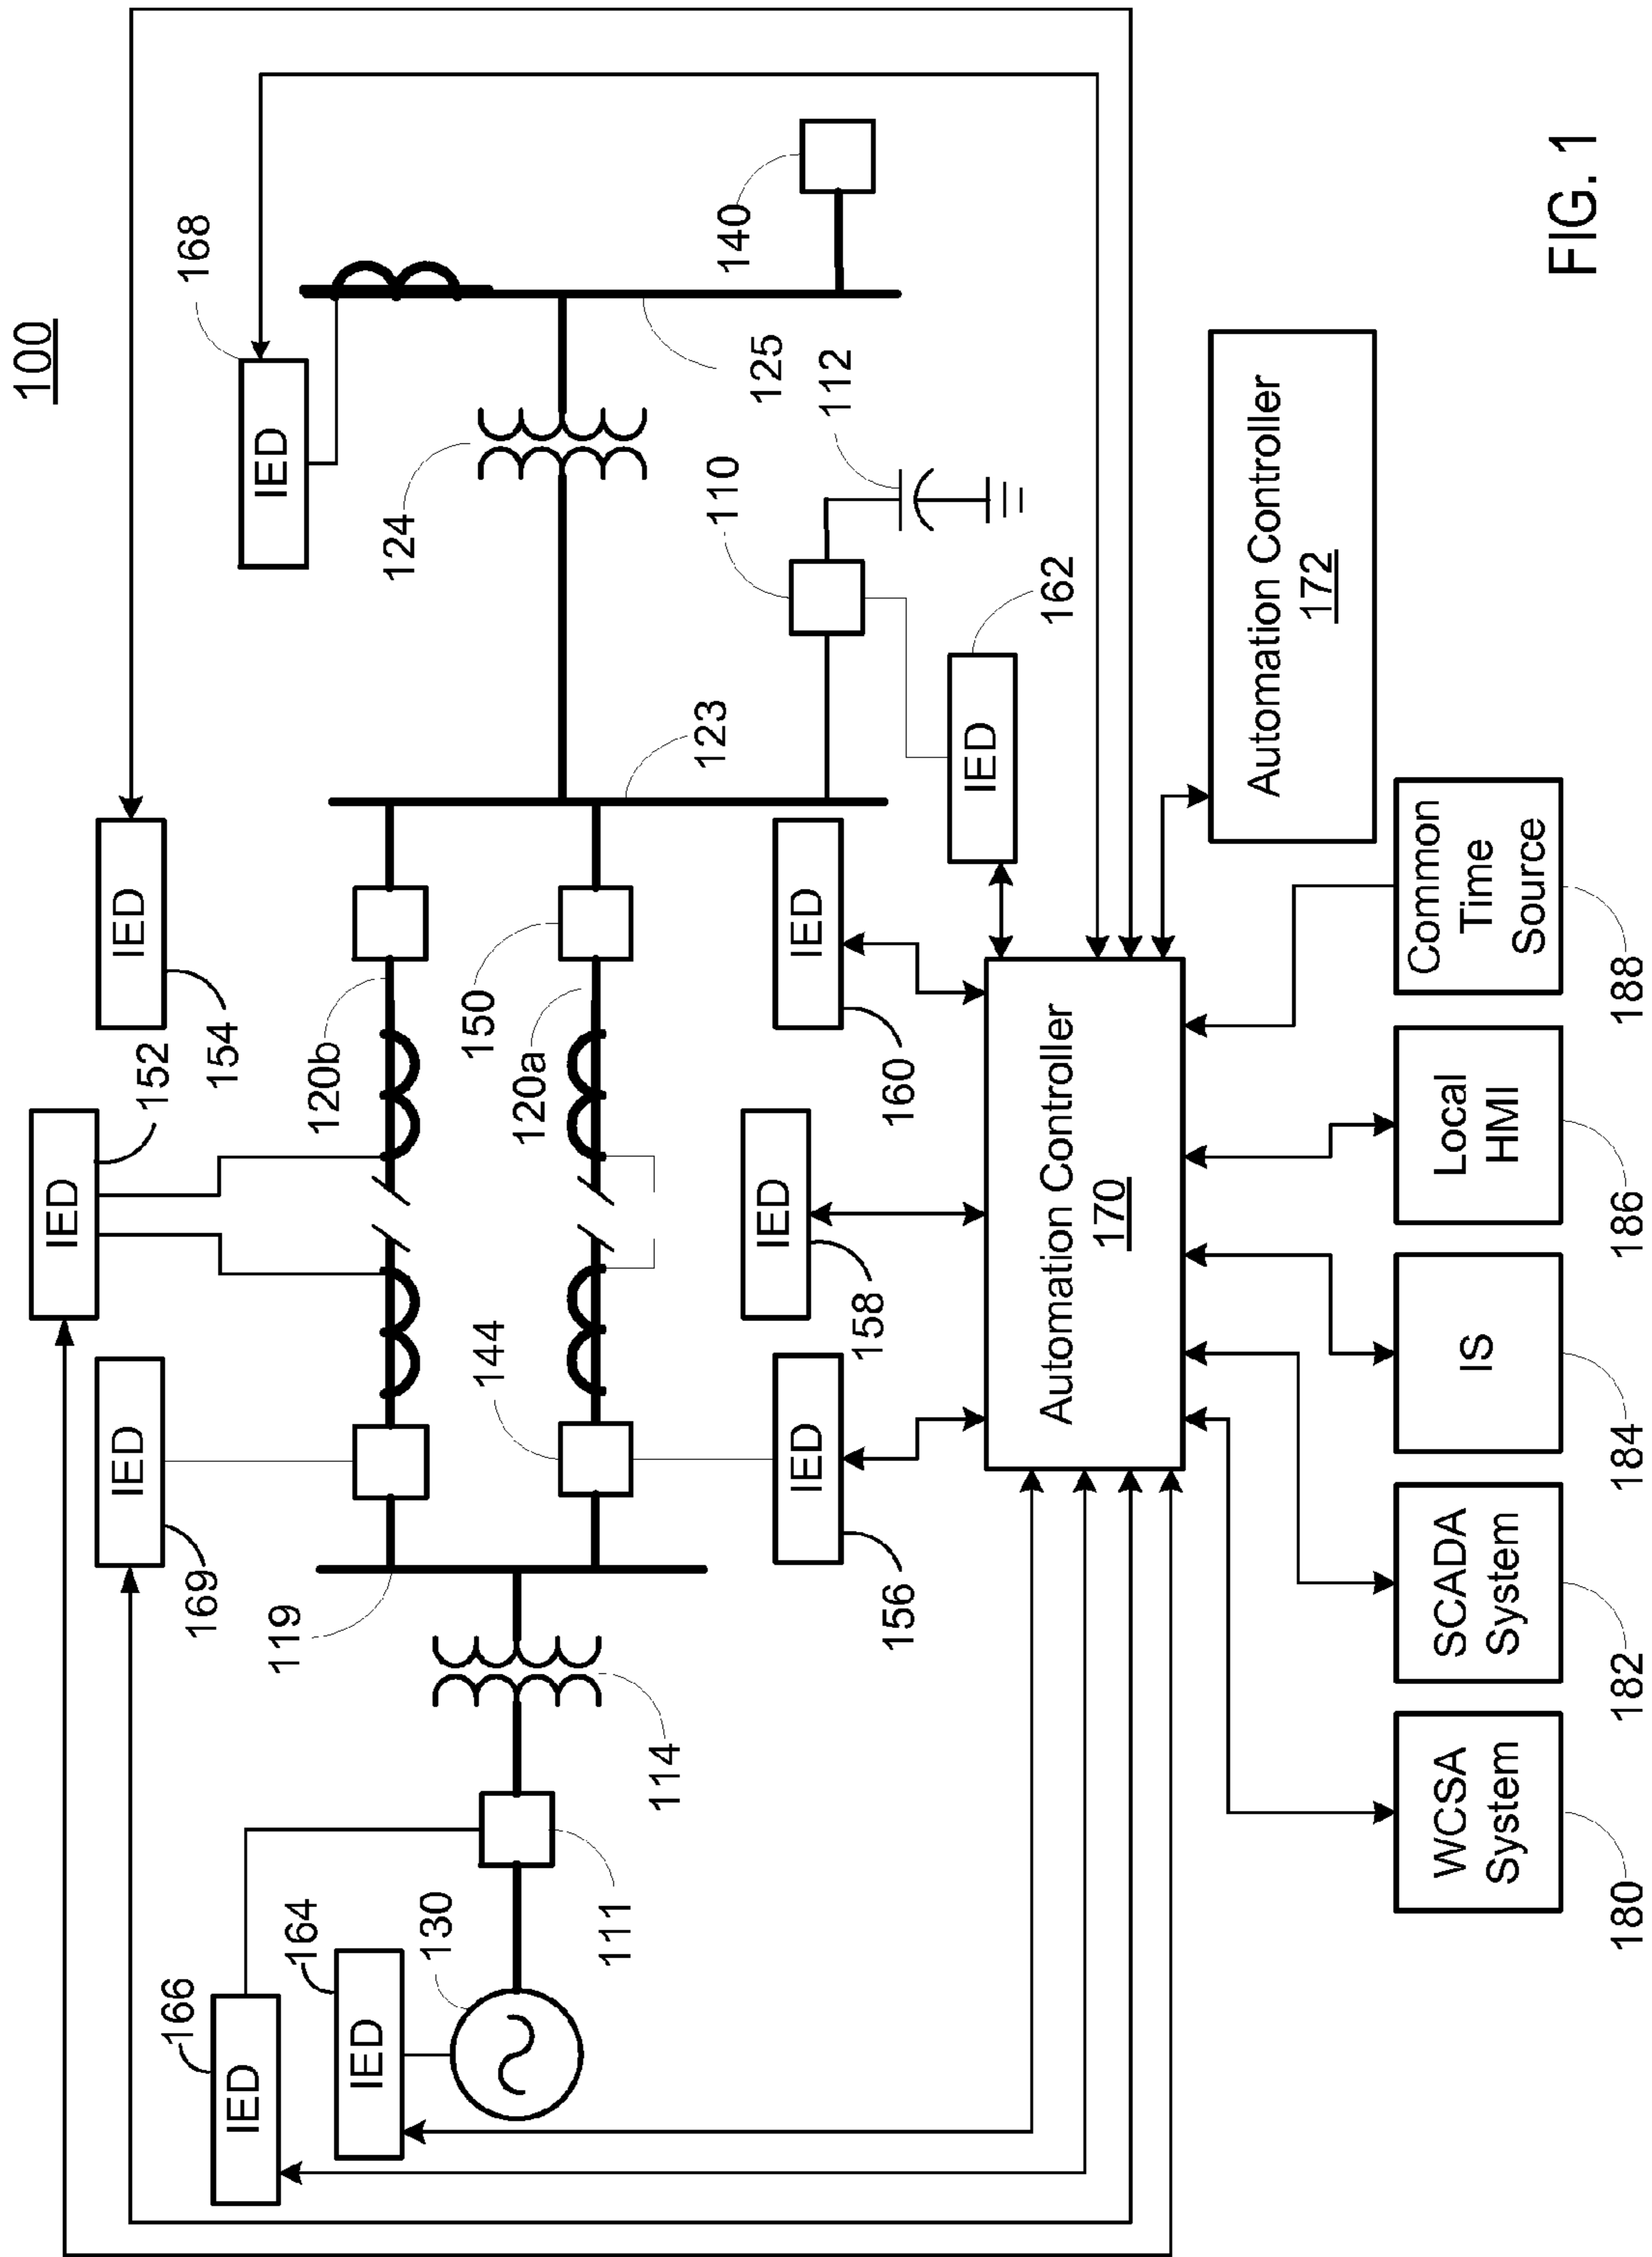 100
168
IED
140
124
125
112
110
162
IED
123
IED
154
152
IED
120b
150
120a
IED
160
IED
158
169
IED
144
IED
156
119
114
111
130
164
IED
166
IED
Automation Controller
170
Automation Controller
172
Common
Time
Source
188
Local
HMI
186
IS
184
SCADA
System
182
WCSA
System
180
FIG. 1